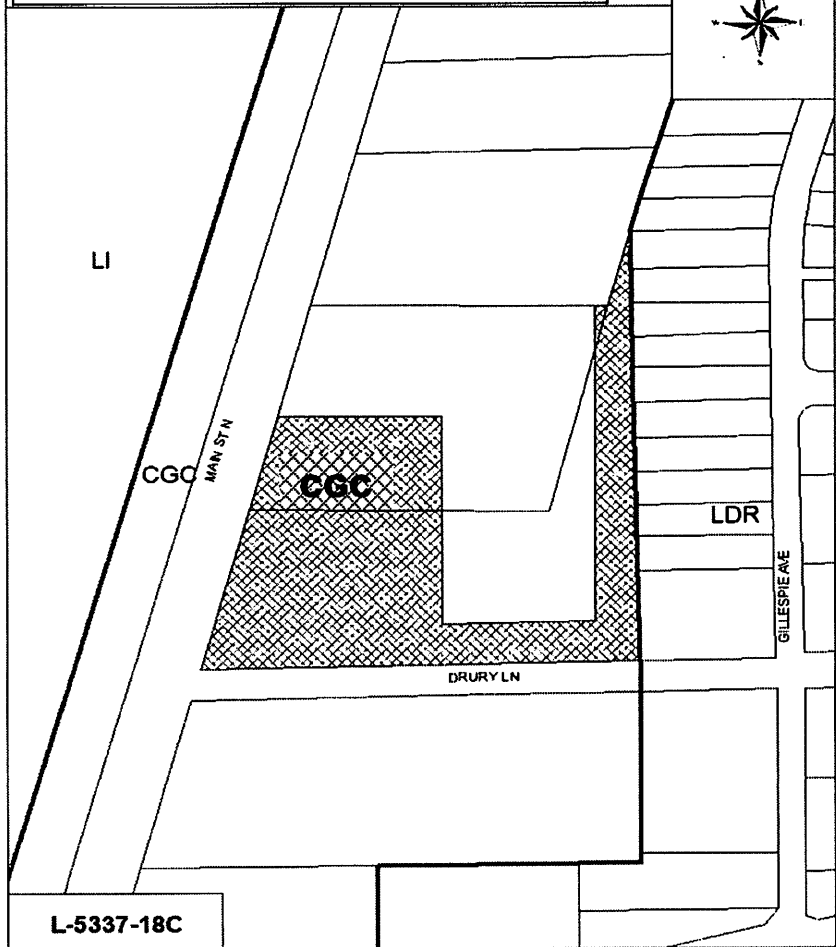 W
S
LI
CGC
MAIN ST N
CGC
LDR
GILLESPIE AVE
DRURY LN
L-5337-18C